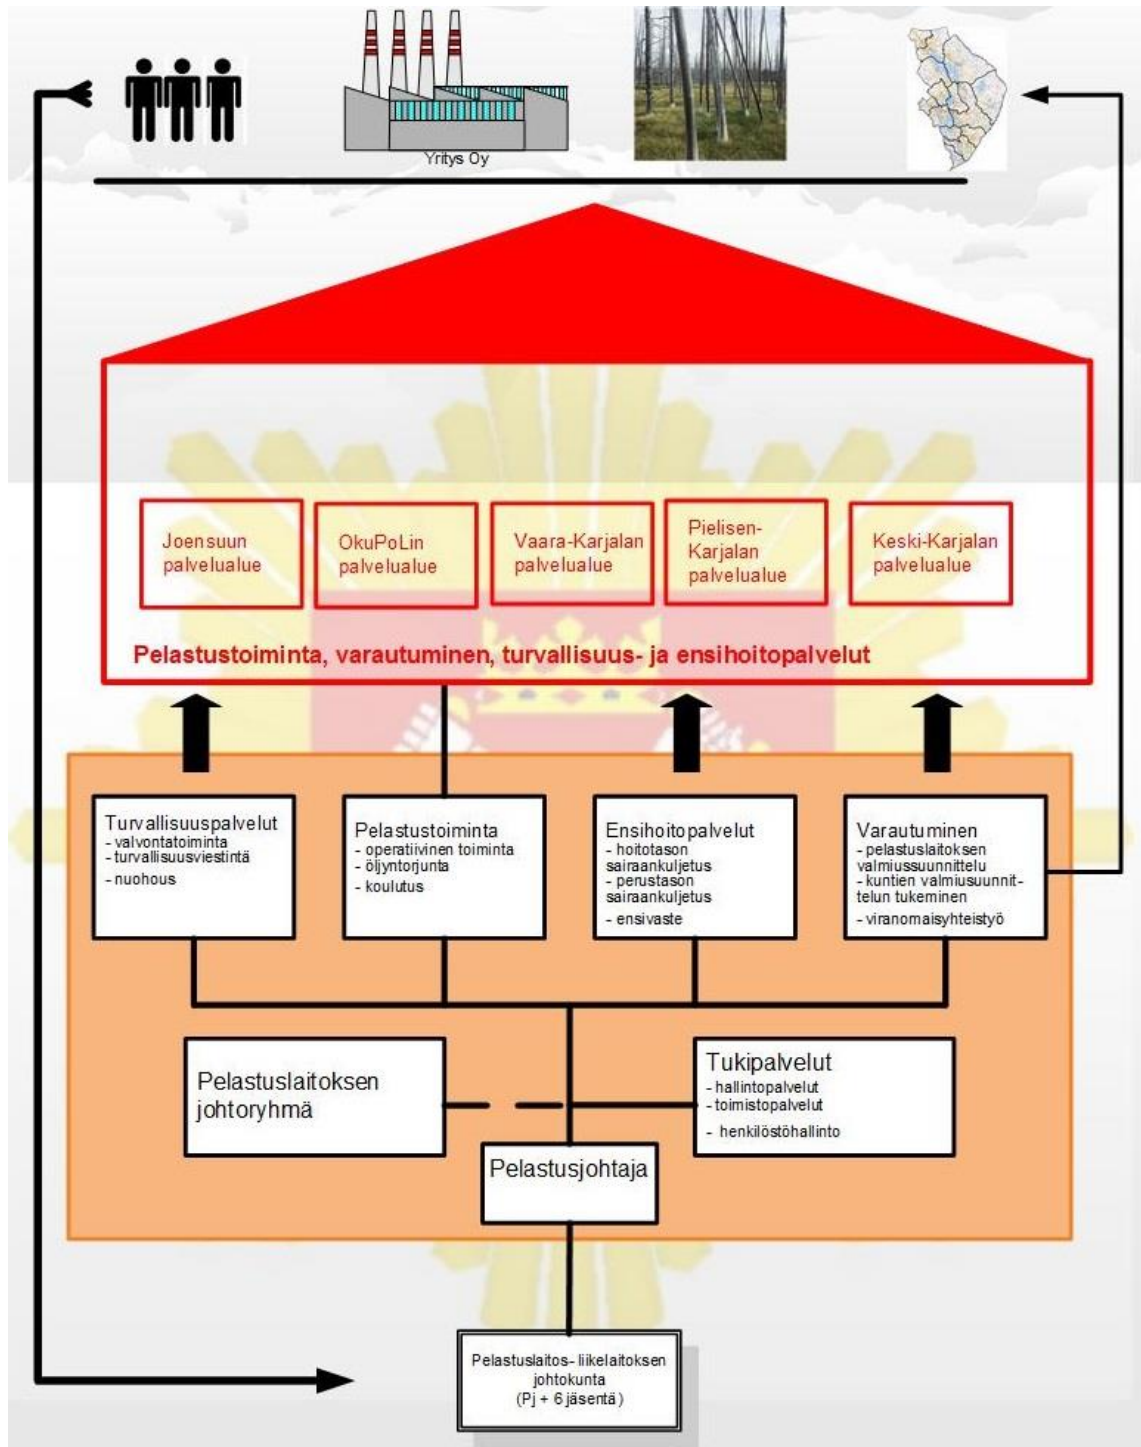 Yritys Oy
Joensuun
palvelualue
OkuPoLin
palvelualue
Vaara-Karjalan
palvelualue
Pielisen-
Karjalan
palvelualue
Keski-Karjalan
palvelualue
Pelastustoiminta, varautuminen, turvallisuus- ja ensihoitopalvelut
Turvallisuuspalvelut
- valvontatoiminta
- turvallisuusviestintä
- nuohous
Pelastustoiminta
- operatiivinen toiminta
- öljyntorjunta
- koulutus
Ensihoitopalvelut
- hoitotason
sairaankuljetus
- perustason
sairaankuljetus
- ensivaste
Varautuminen
- pelastuslaitoksen
valmiussuunnittelu
- kuntien valmiusuunnit-
telun tukeminen
- viranomaisyhteistyö
Pelastuslaitoksen
johtoryhmä
Tukipalvelut
- hallintopalvelut
- toimistopalvelut
- henkilöstöhallinto
Pelastusjohtaja
Pelastuslaitos- liikelaitoksen
johtokunta
(Pj + 6 jäsentä)